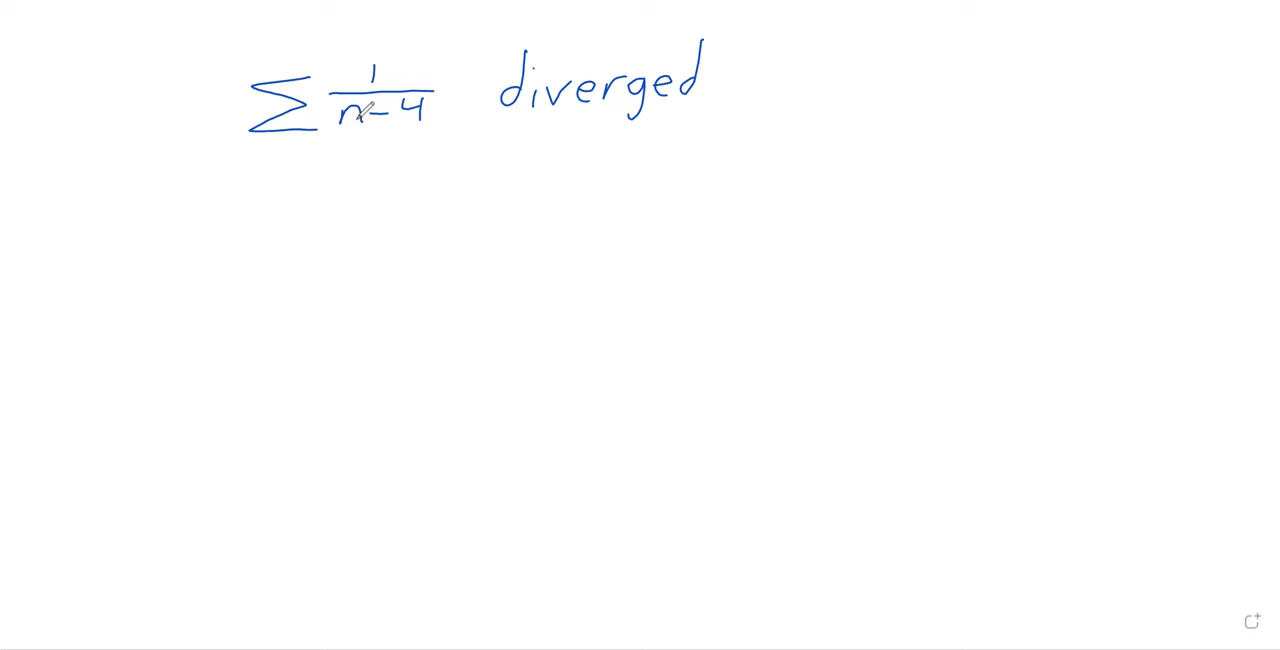 ∑ 1/(n-4) diverged